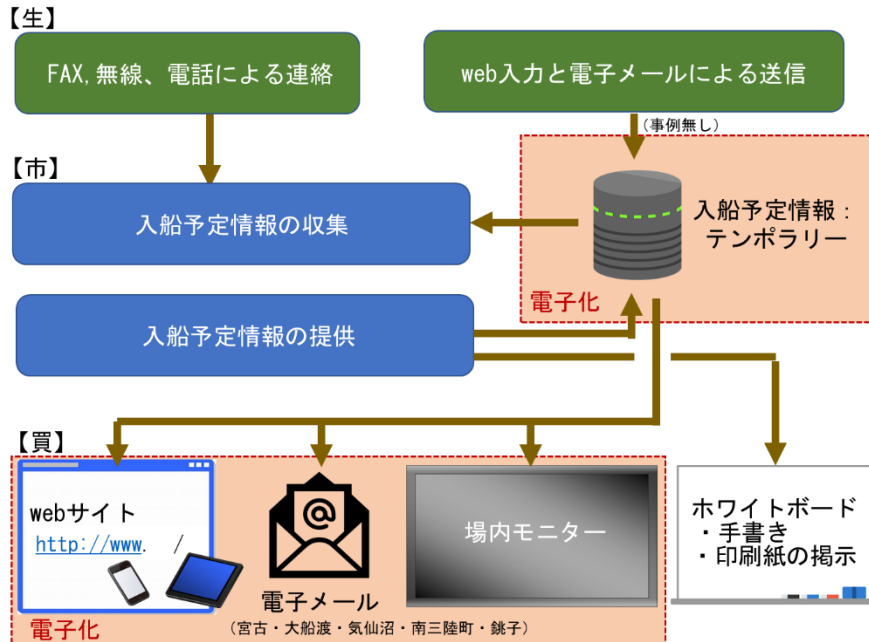 【生】
FAX,無線、電話による連絡
web入力と電子メールによる送信
(事例無し)
【市】
入船予定情報の収集
入船予定情報：
テンポラリー
電子化
入船予定情報の提供
【買】
webサイト
http://www. /
@
電子メール
場内モニター
ホワイトボード
・手書き
・印刷紙の掲示
電子化
(宮古・大船渡・気仙沼・南三陸町・銚子)